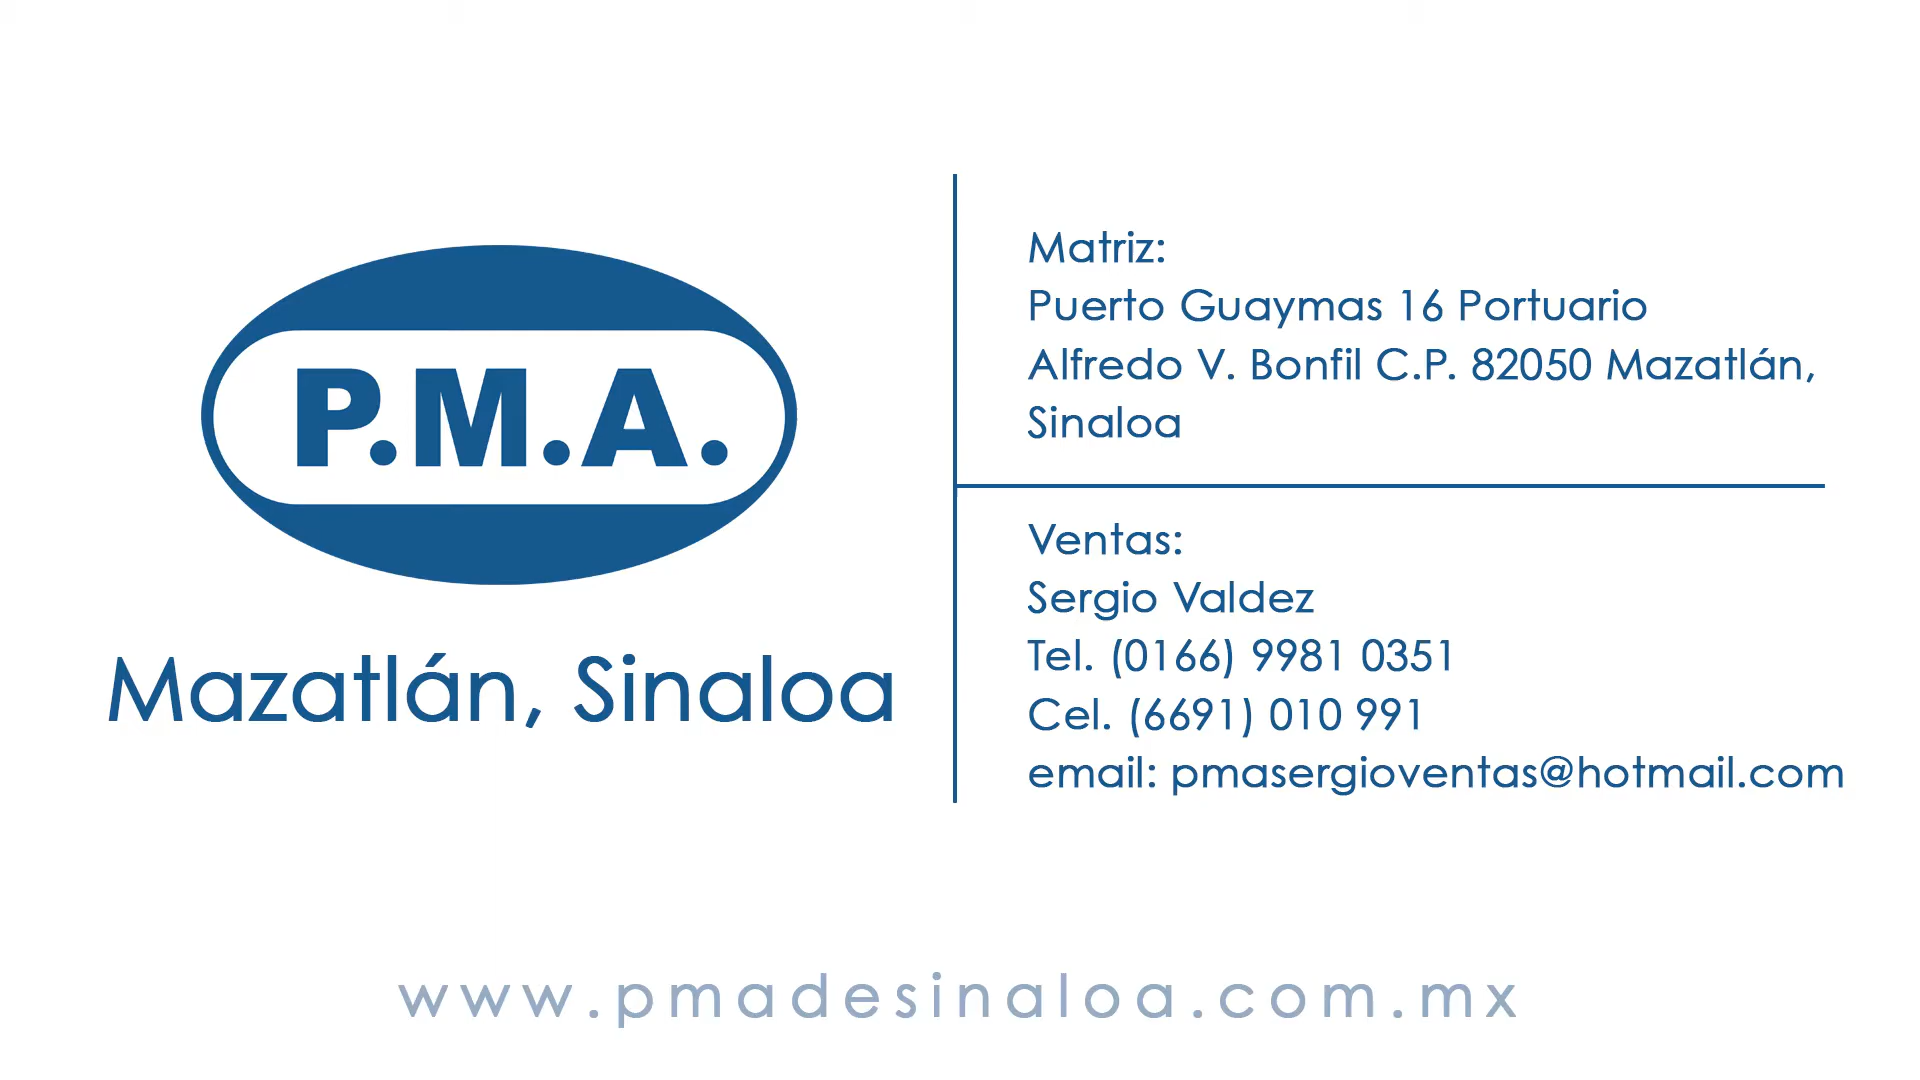 P.M.A.
Mazatlán, Sinaloa
Matriz:
Puerto Guaymas 16 Portuario
Alfredo V. Bonfil C.P. 82050 Mazatlán,
Sinaloa
Ventas:
Sergio Valdez
Tel. (0166) 9981 0351
Cel. (6691) 010 991
email: pmasergioventas@hotmail.com
www.pmadesinaloa.com.mx